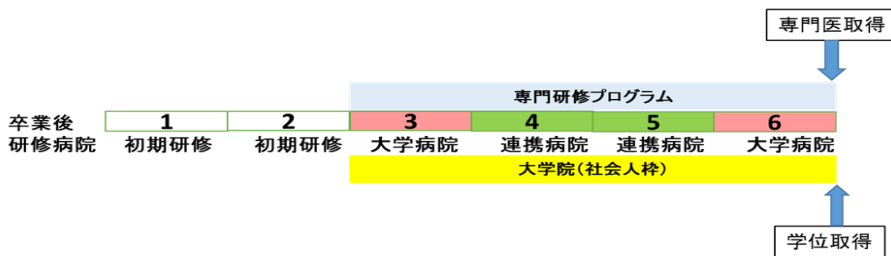 専門医取得
専門研修プログラム
卒業後 1 2 3 4 5 6
研修病院 初期研修 初期研修 大学病院 連携病院 連携病院 大学病院
大学院(社会人枠)
学位取得